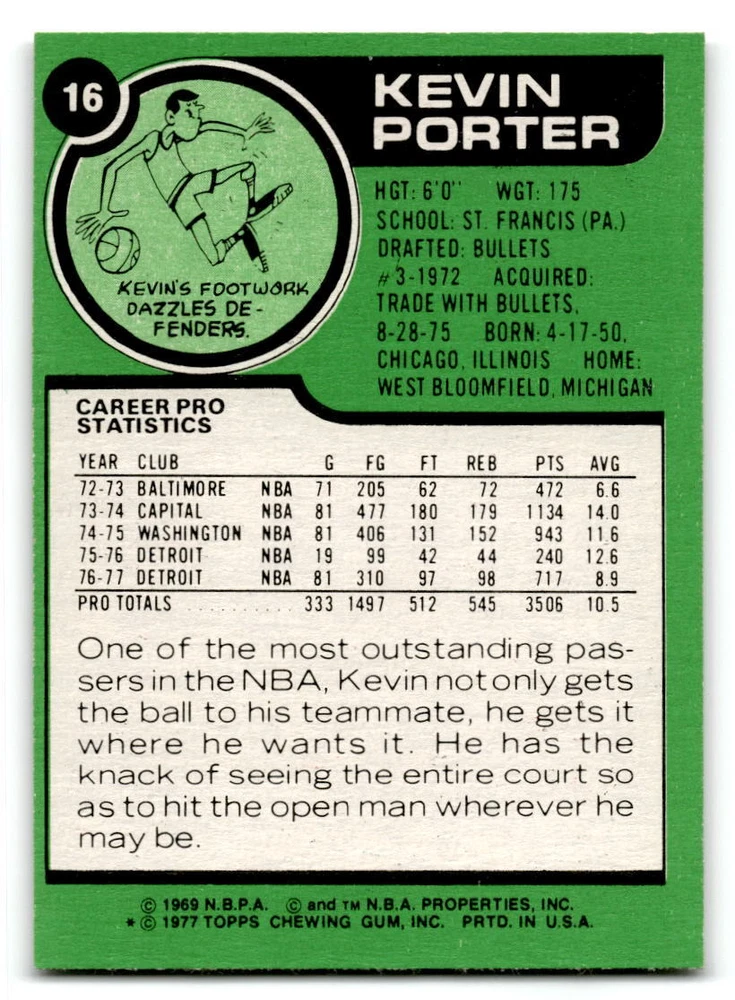 16
KEVIN
PORTER
KEVIN'S FOOTWORK
DAZZLES DE-
FENDERS.
HGT: 6'0" WGT: 175
SCHOOL: ST. FRANCIS (PA.)
DRAFTED: BULLETS
#3-1972 ACQUIRED:
TRADE WITH BULLETS,
8-28-75 BORN: 4-17-50,
CHICAGO, ILLINOIS HOME:
WEST BLOOMFIELD, MICHIGAN
CAREER PRO
STATISTICS
YEAR CLUB G FG FT REB PTS AVG
72-73 BALTIMORE NBA 71 205 62 72 472 6.6
73-74 CAPITAL NBA 81 477 180 179 1134 14.0
74-75 WASHINGTON NBA 81 406 131 152 943 11.6
75-76 DETROIT NBA 19 99 42 44 240 12.6
76-77 DETROIT NBA 81 310 97 98 717 8.9
PRO TOTALS .......... 333 1497 512 545 3506 10.5
One of the most outstanding pas-
sers in the NBA, Kevin not only gets
the ball to his teammate, he gets it
where he wants it. He has the
knack of seeing the entire court so
as to hit the open man wherever he
may be.
© 1969 N.B.P.A. © and TM N.B.A. PROPERTIES, INC.
* © 1977 TOPPS CHEWING GUM, INC. PRTD. IN U.S.A.